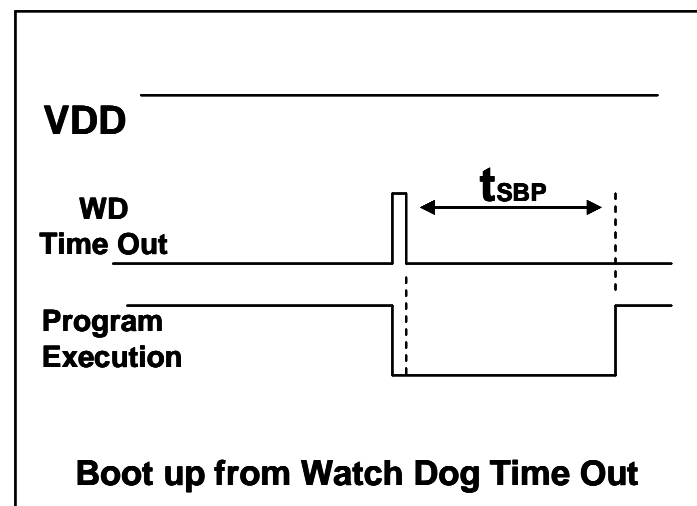 VDD
WD
Time Out
tSBP
Program
Execution
Boot up from Watch Dog Time Out